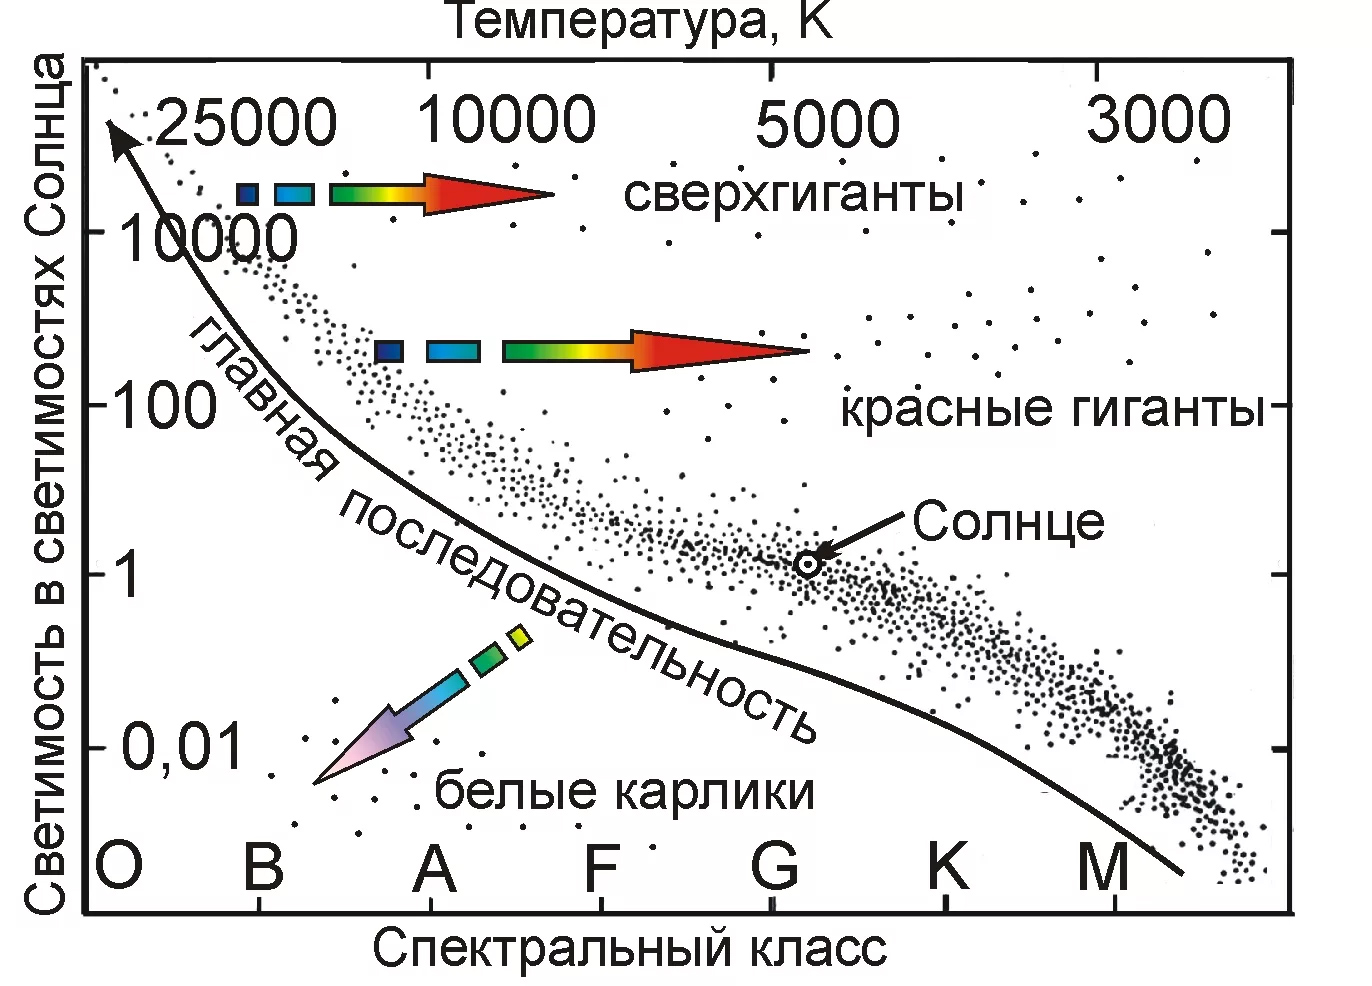 Температура, K
25000 10000 5000 3000
Светимость в светимостях Солнца
сверхгиганты
10000
главная последовательность
100
красные гиганты
Солнце
1
0,01
белые карлики
O B A F G K M
Спектральный класс